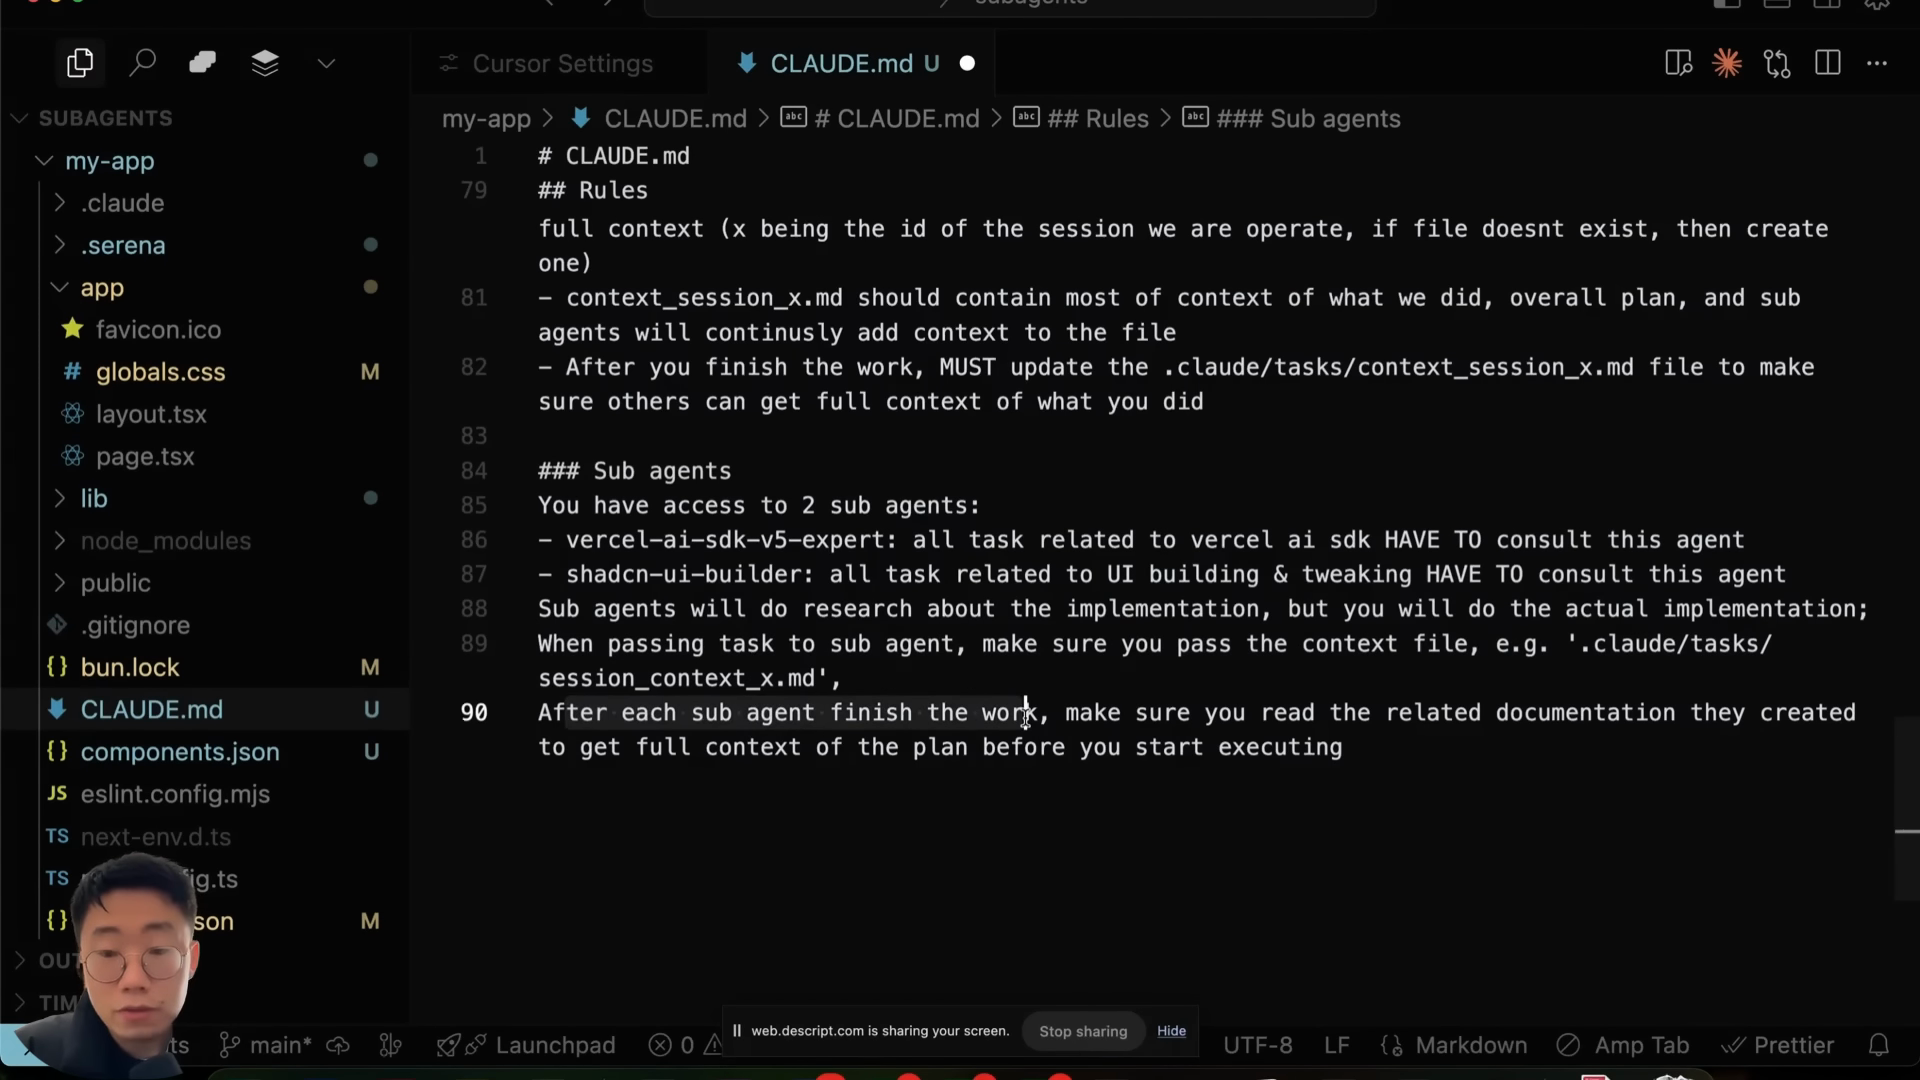 subagents
Cursor Settings
CLAUDE.md U
SUBAGENTS
my-app
.claude
.serena
app
favicon.ico
globals.css M
layout.tsx
page.tsx
lib
node_modules
public
.gitignore
bun.lock M
CLAUDE.md U
components.json U
eslint.config.mjs
next-env.d.ts
ig.ts
son M
OUT
TIM
my-app > CLAUDE.md > # CLAUDE.md > ## Rules > ### Sub agents
1 # CLAUDE.md
79 ## Rules
full context (x being the id of the session we are operate, if file doesnt exist, then create
one)
81 - context_session_x.md should contain most of context of what we did, overall plan, and sub
agents will continusly add context to the file
82 - After you finish the work, MUST update the .claude/tasks/context_session_x.md file to make
sure others can get full context of what you did
83
84 ### Sub agents
85 You have access to 2 sub agents:
86 - vercel-ai-sdk-v5-expert: all task related to vercel ai sdk HAVE TO consult this agent
87 - shadcn-ui-builder: all task related to UI building & tweaking HAVE TO consult this agent
88 Sub agents will do research about the implementation, but you will do the actual implementation;
89 When passing task to sub agent, make sure you pass the context file, e.g. '.claude/tasks/
session_context_x.md',
90 After each sub agent finish the work, make sure you read the related documentation they created
to get full context of the plan before you start executing
web.descript.com is sharing your screen. Stop sharing Hide
ts main* Launchpad 0 UTF-8 LF {} Markdown Amp Tab Prettier